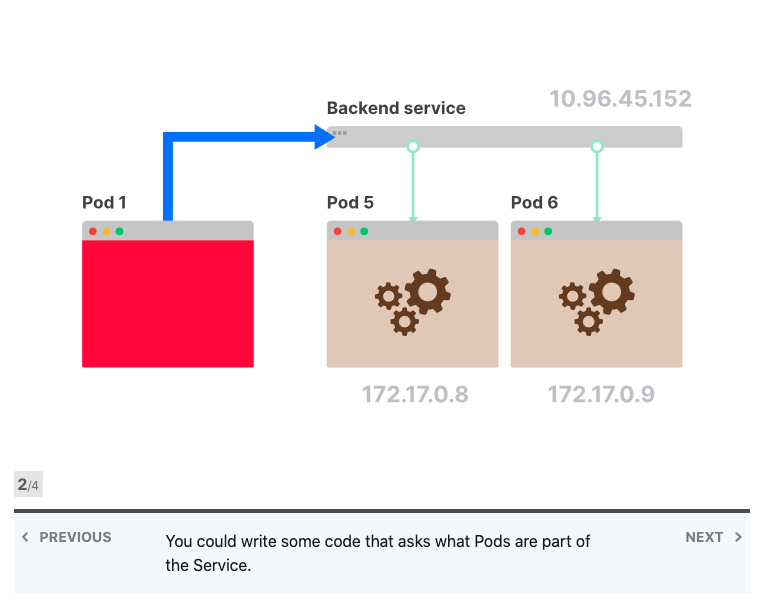 10.96.45.152
Backend service
Pod 1
Pod 5
Pod 6
172.17.0.8
172.17.0.9
2/4
PREVIOUS
You could write some code that asks what Pods are part of
the Service.
NEXT